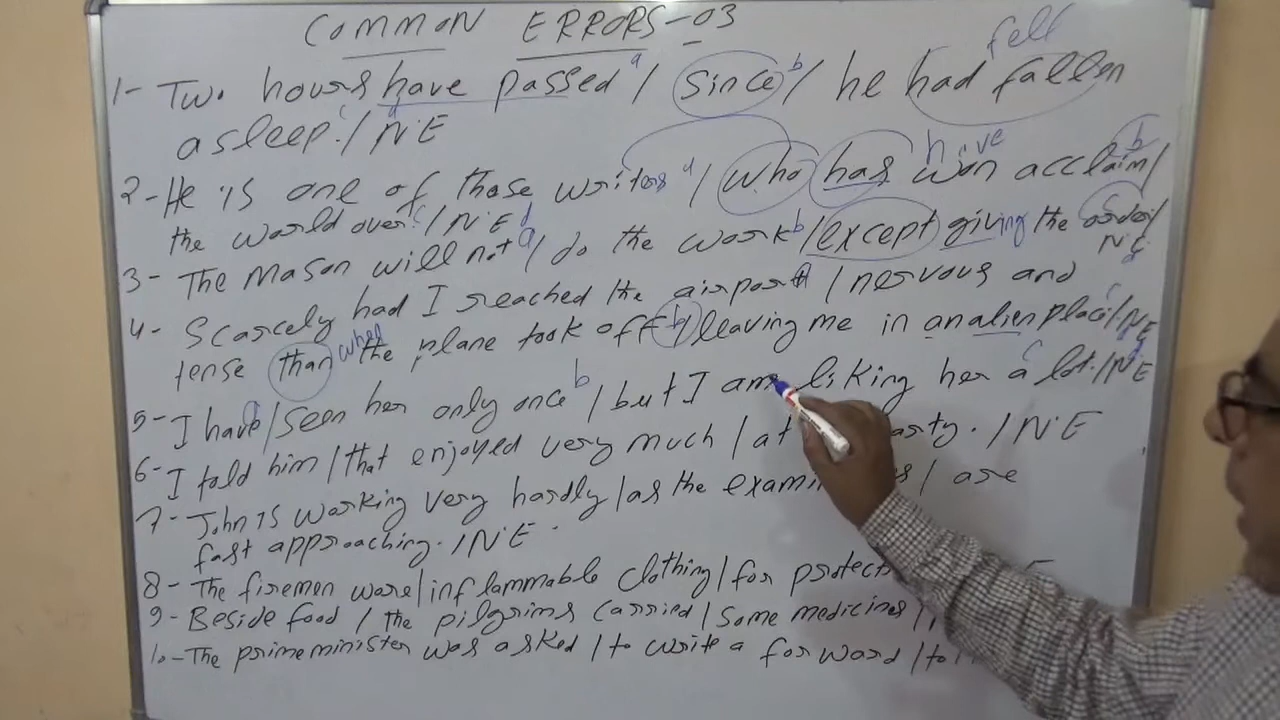 COMMON ERRORS-03
fell
1- Two hours have passed a / since b / he had fallen
asleep. c / N.E d
2- He is one of those writers a / who has have won acclaim b /
the world over. c / N.E d
3- The mason will not a / do the work b / except giving the order /
N.E d
4- Scarcely had I reached the airport a / nervous and
tense than when the plane took off b / leaving me in an alien place c / N.E d
5- I have a / seen her only once b / but I am liking her a lot. c / N.E d
6- I told him / that enjoyed very much / at party. / N.E
7- John is working very hardly / as the / are
fast approaching. / N.E
8- The firemen wore / inflammable clothing / for
9- Beside food / the pilgrims carried / some medicines /
10- The prime minister was asked / to write a forward / to